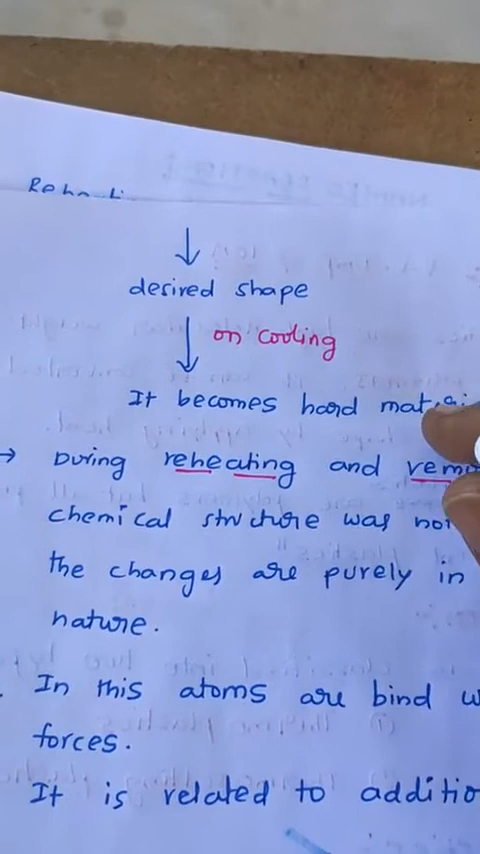 desired shape
on cooling
It becomes hard
→ During reheating and
chemical struture was
the changes are purely in
nature.
In this atoms are bind
forces.
It is related to